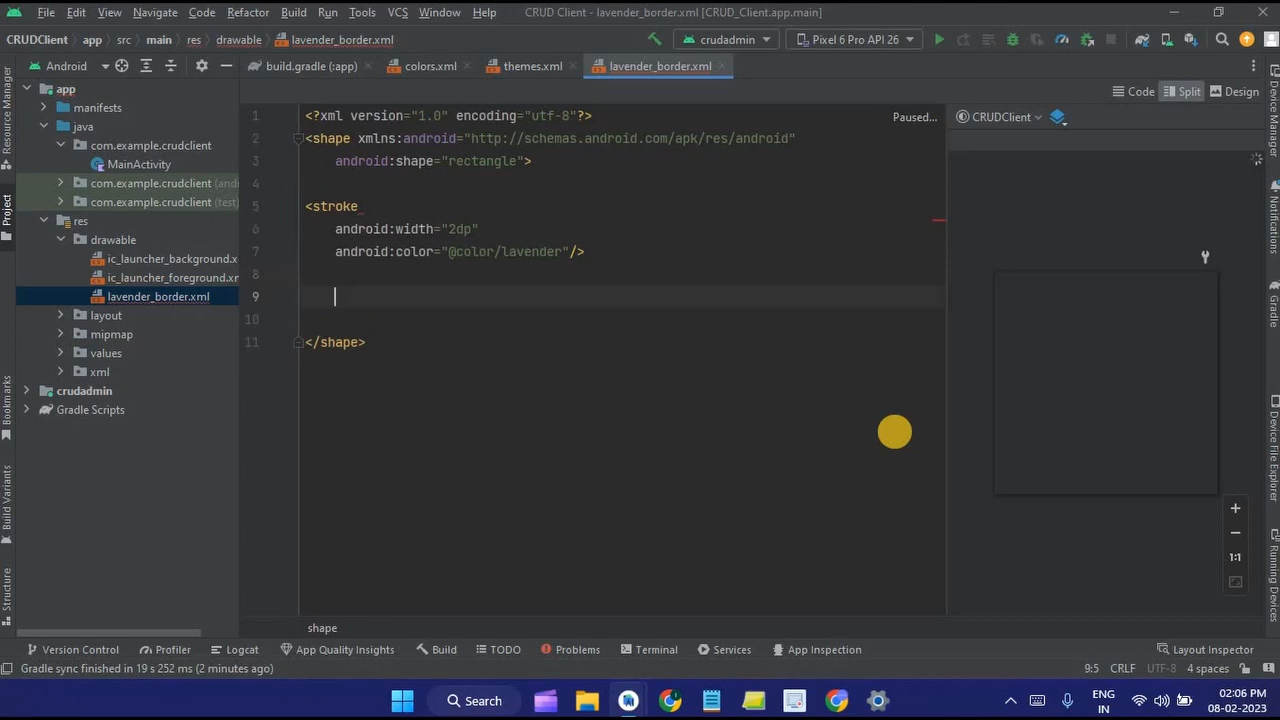 File Edit View Navigate Code Refactor Build Run Tools VCS Window Help CRUD Client - lavender_border.xml [CRUD_Client.app.main]
CRUDClient app src main res drawable lavender_border.xml crudadmin Pixel 6 Pro API 26
Android build.gradle (:app) colors.xml themes.xml lavender_border.xml
Code Split Design
Resource Manager
Project
Bookmarks
Build Variants
Structure
app
manifests
java
com.example.crudclient
MainActivity
com.example.crudclient (and
com.example.crudclient (test)
res
drawable
ic_launcher_background.x
ic_launcher_foreground.xm
lavender_border.xml
layout
mipmap
values
xml
crudadmin
Gradle Scripts
1 <?xml version="1.0" encoding="utf-8"?>
2 <shape xmlns:android="http://schemas.android.com/apk/res/android"
3 android:shape="rectangle">
4
5 <stroke
6 android:width="2dp"
7 android:color="@color/lavender"/>
8
9
10
11 </shape>
Paused...
CRUDClient
1:1
Device Manager
Notifications
Gradle
Device File Explorer
Running Devices
shape
Version Control Profiler Logcat App Quality Insights Build TODO Problems Terminal Services App Inspection Layout Inspector
Gradle sync finished in 19 s 252 ms (2 minutes ago) 9:5 CRLF UTF-8 4 spaces
Search
ENG
IN
02:06 PM
08-02-2023